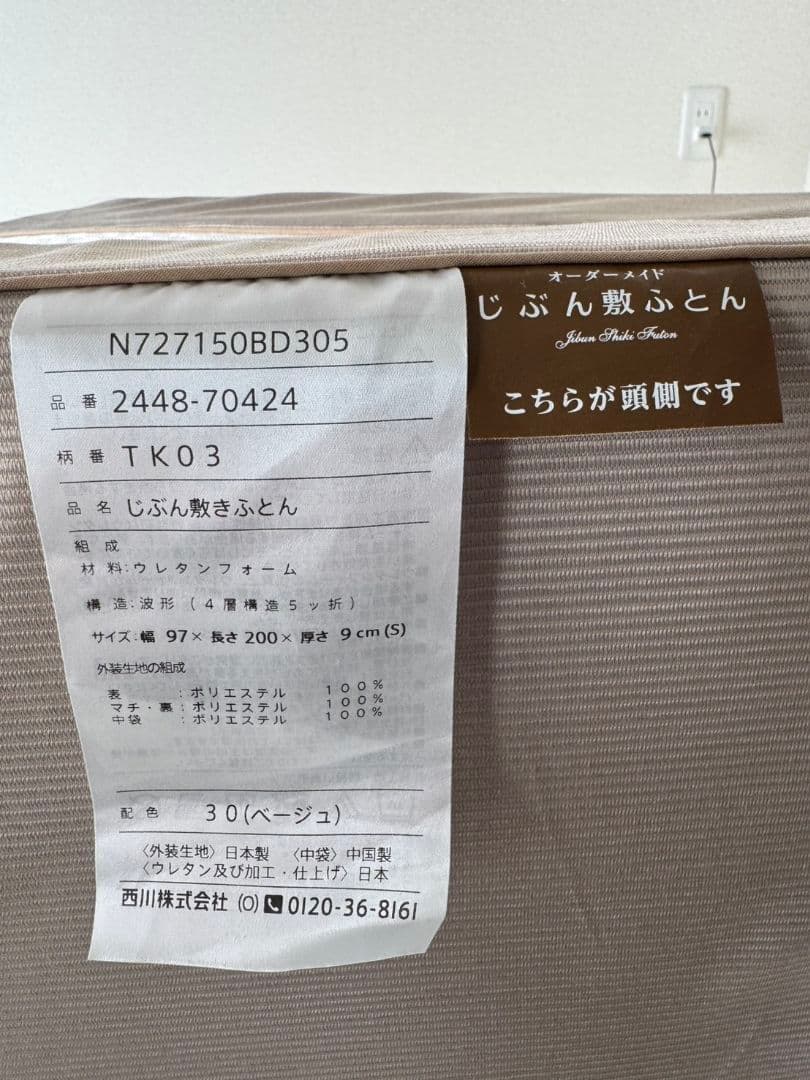 N727150BD305
品番 2448-70424
柄番 TK03
品名 じぶん敷きふとん
組成
材料:ウレタンフォーム
構造:波形(4層構造5ッ折)
サイズ:幅 97×長さ200×厚さ 9cm(S)
外装生地の組成
表 :ポリエステル 100%
マチ・裏:ポリエステル 100%
中袋 :ポリエステル 100%
配色 30(ベージュ)
〈外装生地〉日本製 〈中袋〉中国製
〈ウレタン及び加工・仕上げ〉日本
西川株式会社 (O) 0120-36-8161
オーダーメイド
じぶん敷ふとん
Jibun Shiki Futon
こちらが頭側です